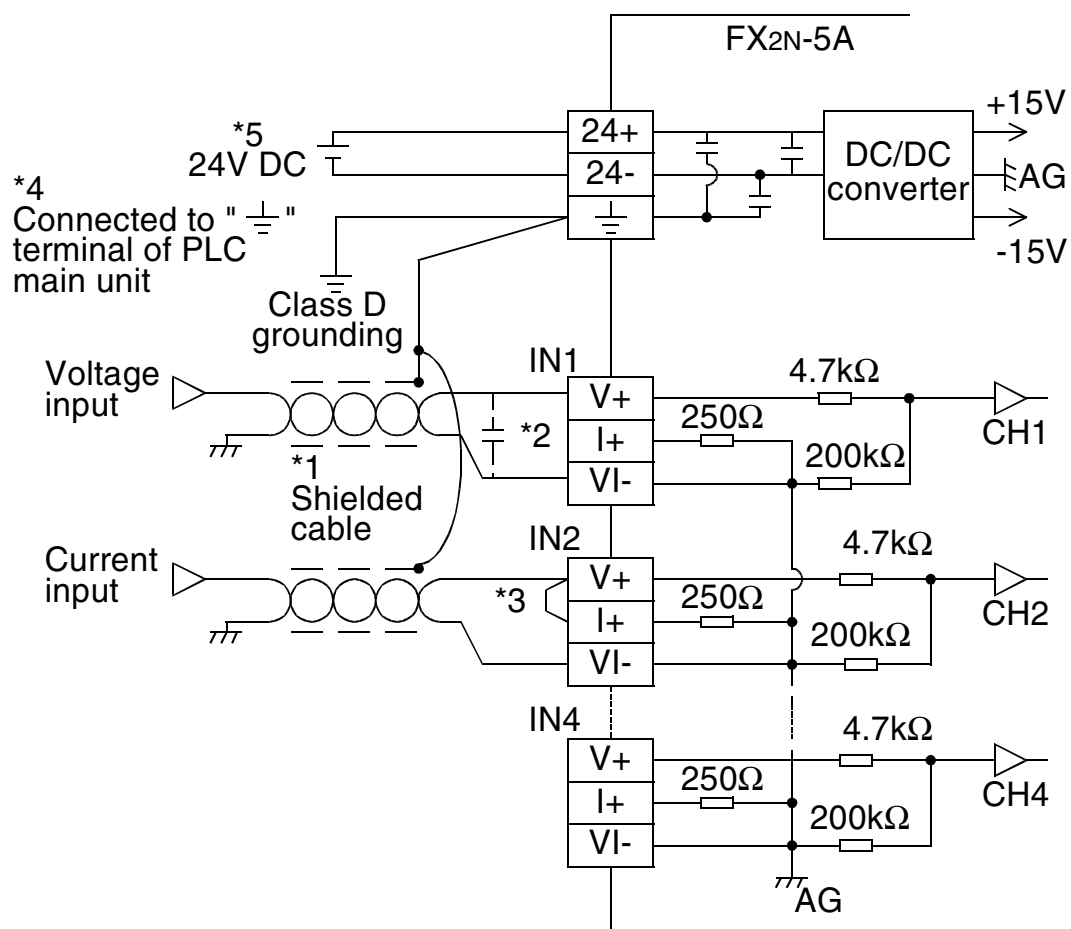 FX2N-5A
+15V
*5
24V DC
24+
24-
DC/DC
converter
AG
-15V
*4
Connected to " "
terminal of PLC
main unit
Class D
grounding
Voltage
input
IN1
V+
I+
VI-
*2
250Ω
4.7kΩ
200kΩ
CH1
*1
Shielded
cable
Current
input
IN2
V+
I+
VI-
*3
250Ω
4.7kΩ
200kΩ
CH2
IN4
V+
I+
VI-
250Ω
4.7kΩ
200kΩ
CH4
AG